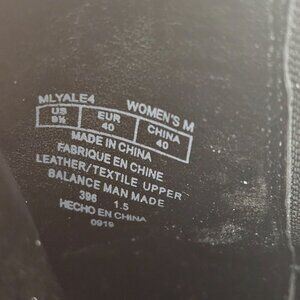 MLYALE4 WOMEN'S M
US EUR CHINA
9½ 40 40
MADE IN CHINA
FABRIQUE EN CHINE
LEATHER/TEXTILE UPPER
BALANCE MAN MADE
396 1.5
HECHO EN CHINA
0919